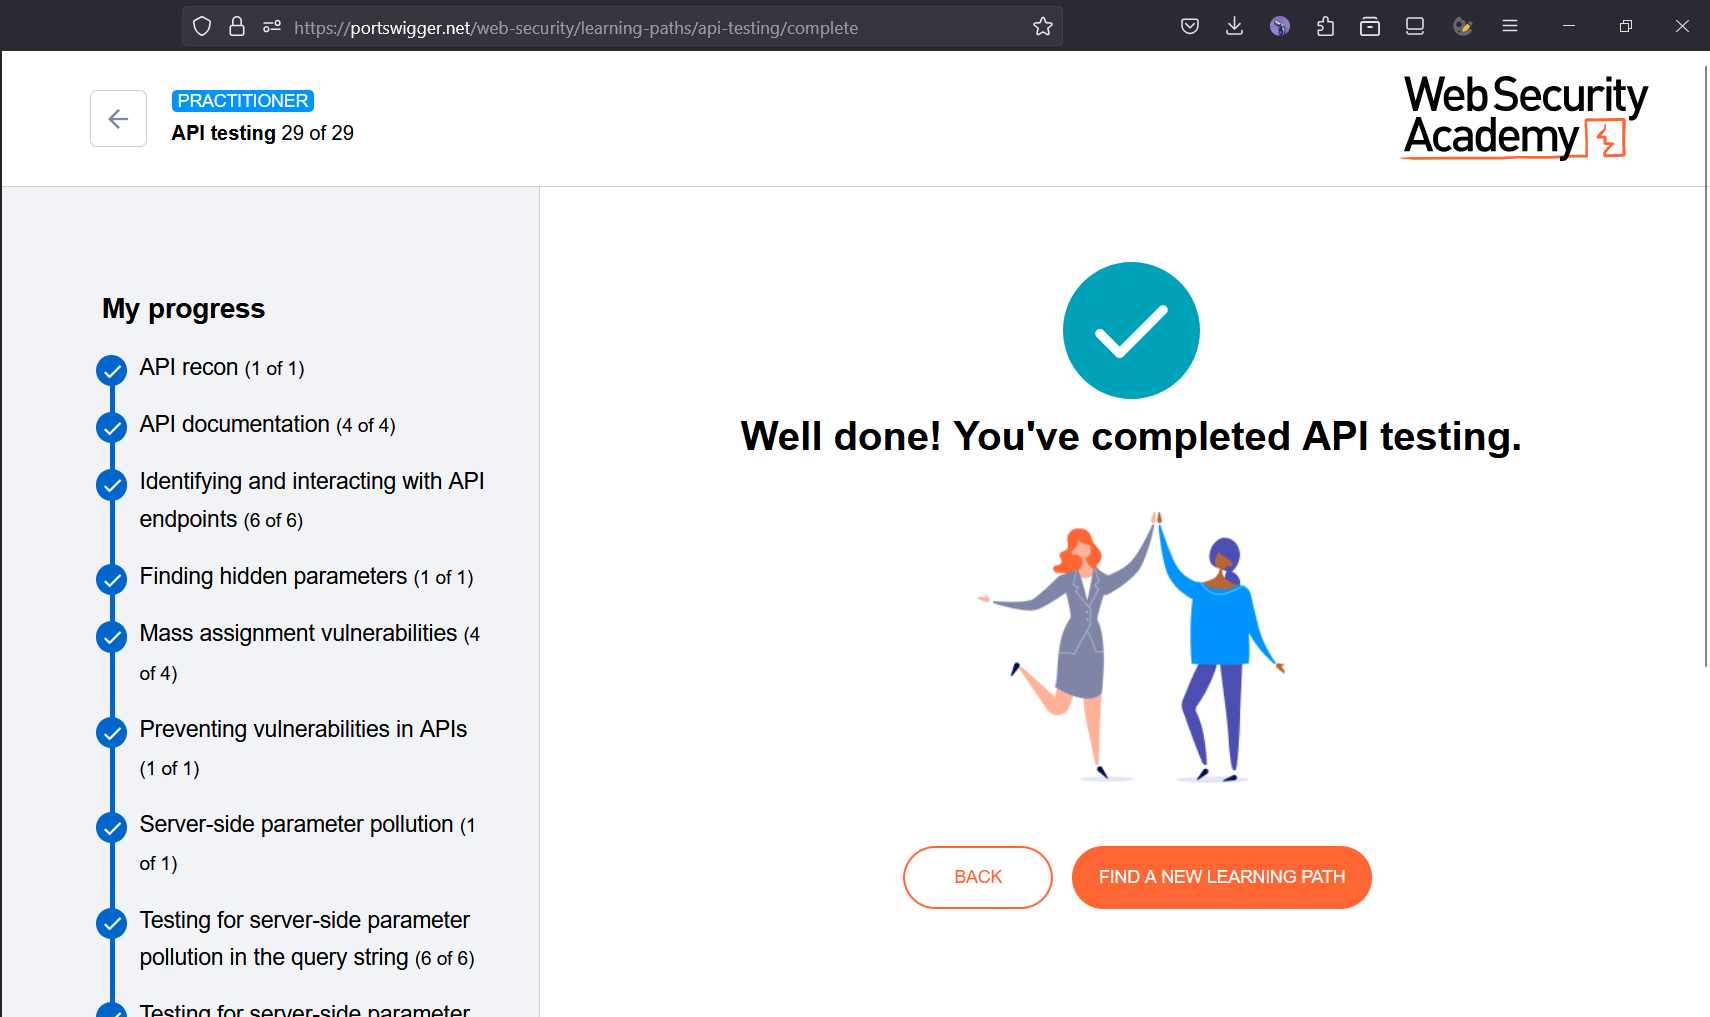 https://portswigger.net/web-security/learning-paths/api-testing/complete
PRACTITIONER
API testing 29 of 29
Web Security
Academy
My progress
API recon (1 of 1)
API documentation (4 of 4)
Identifying and interacting with API
endpoints (6 of 6)
Finding hidden parameters (1 of 1)
Mass assignment vulnerabilities (4
of 4)
Preventing vulnerabilities in APIs
(1 of 1)
Server-side parameter pollution (1
of 1)
Testing for server-side parameter
pollution in the query string (6 of 6)
Testing for server-side parameter
Well done! You've completed API testing.
BACK
FIND A NEW LEARNING PATH